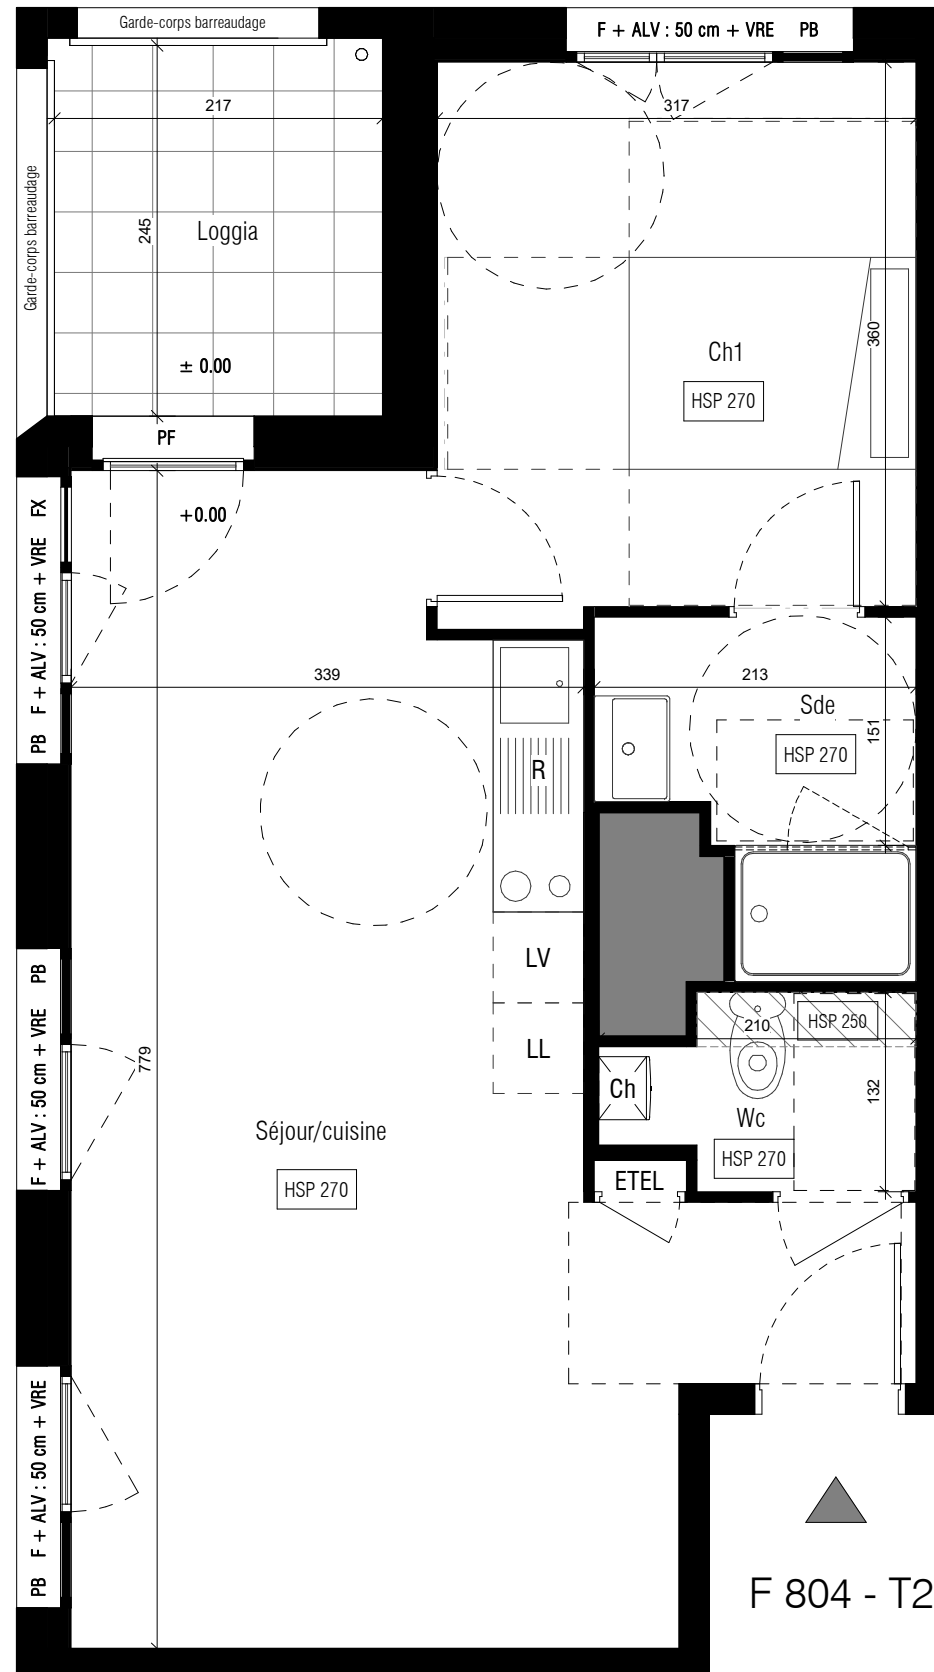 Garde-corps barreaudage
F + ALV : 50 cm + VRE PB
217
317
Garde-corps barreaudage
245
Loggia
± 0.00
360
Ch1
HSP 270
PF
+0.00
PB F + ALV : 50 cm + VRE FX
339
213
Sde
151
HSP 270
R
LV
LL
F + ALV : 50 cm + VRE PB
779
210
HSP 250
Ch
132
Wc
HSP 270
Séjour/cuisine
HSP 270
ETEL
PB F + ALV : 50 cm + VRE
F 804 - T2